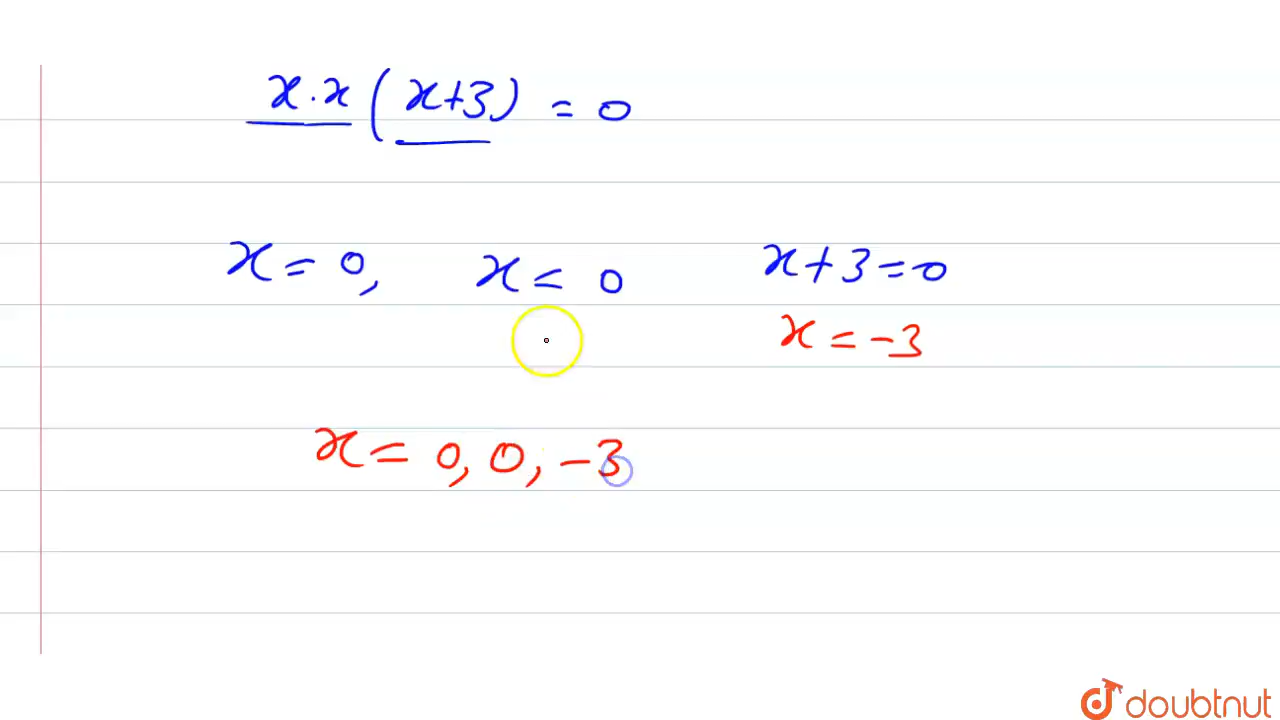 x.x (x+3) = 0
x = 0, x = 0 x+3=0
x = -3
x = 0, 0, -3
doubtnut